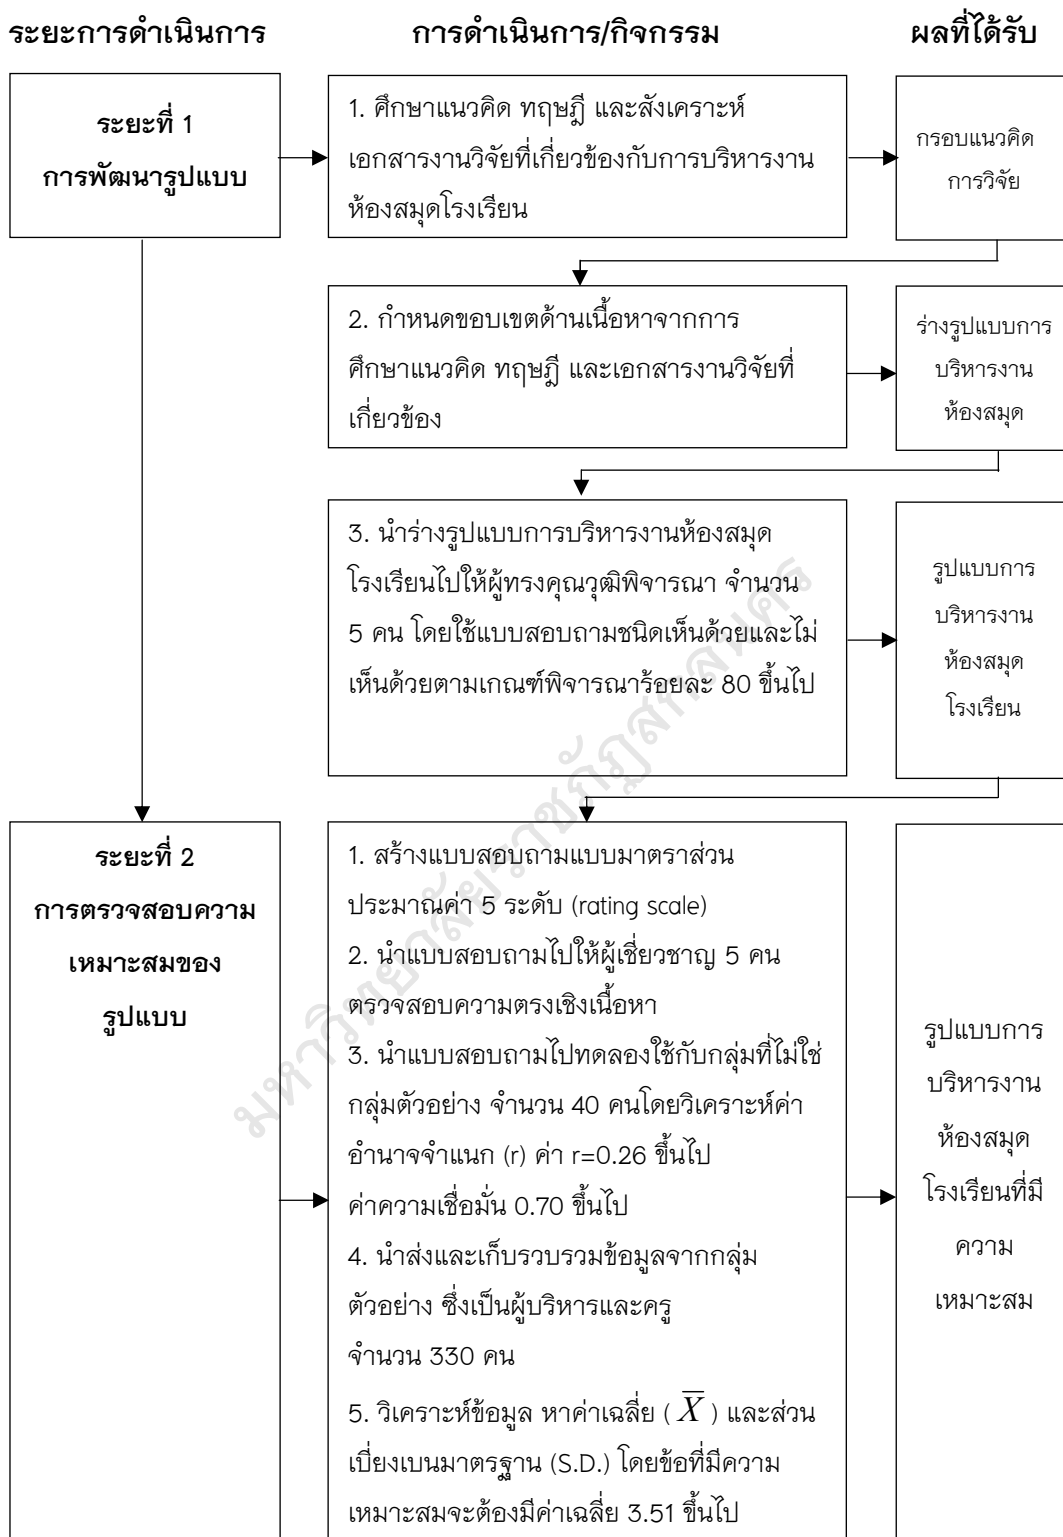 ระยะการดำเนินการ การดำเนินการ/กิจกรรม ผลที่ได้รับ
ระยะที่ 1
การพัฒนารูปแบบ
1. ศึกษาแนวคิด ทฤษฎี และสังเคราะห์
เอกสารงานวิจัยที่เกี่ยวข้องกับการบริหารงาน
ห้องสมุดโรงเรียน
กรอบแนวคิด
การวิจัย
2. กำหนดขอบเขตด้านเนื้อหาจากการ
ศึกษาแนวคิด ทฤษฎี และเอกสารงานวิจัยที่
เกี่ยวข้อง
ร่างรูปแบบการ
บริหารงาน
ห้องสมุด
3. นำร่างรูปแบบการบริหารงานห้องสมุด
โรงเรียนไปให้ผู้ทรงคุณวุฒิพิจารณา จำนวน
5 คน โดยใช้แบบสอบถามชนิดเห็นด้วยและไม่
เห็นด้วยตามเกณฑ์พิจารณาร้อยละ 80 ขึ้นไป
รูปแบบการ
บริหารงาน
ห้องสมุด
โรงเรียน
ระยะที่ 2
การตรวจสอบความ
เหมาะสมของ
รูปแบบ
1. สร้างแบบสอบถามแบบมาตราส่วน
ประมาณค่า 5 ระดับ (rating scale)
2. นำแบบสอบถามไปให้ผู้เชี่ยวชาญ 5 คน
ตรวจสอบความตรงเชิงเนื้อหา
3. นำแบบสอบถามไปทดลองใช้กับกลุ่มที่ไม่ใช่
กลุ่มตัวอย่าง จำนวน 40 คนโดยวิเคราะห์ค่า
อำนาจจำแนก (r) ค่า r=0.26 ขึ้นไป
ค่าความเชื่อมั่น 0.70 ขึ้นไป
4. นำส่งและเก็บรวบรวมข้อมูลจากกลุ่ม
ตัวอย่าง ซึ่งเป็นผู้บริหารและครู
จำนวน 330 คน
5. วิเคราะห์ข้อมูล หาค่าเฉลี่ย ( X̅ ) และส่วน
เบี่ยงเบนมาตรฐาน (S.D.) โดยข้อที่มีความ
เหมาะสมจะต้องมีค่าเฉลี่ย 3.51 ขึ้นไป
รูปแบบการ
บริหารงาน
ห้องสมุด
โรงเรียนที่มี
ความ
เหมาะสม
มหาวิทยาลัยราชภัฏสกลนคร